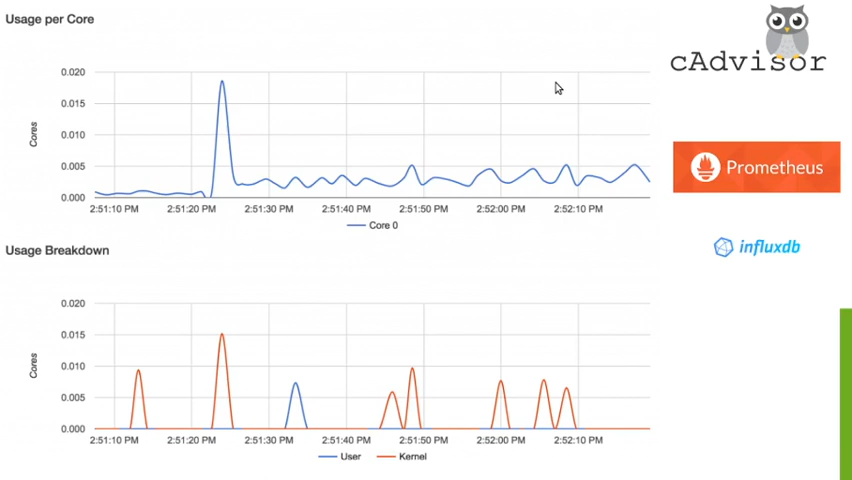 Usage per Core
cAdvisor
0.020
0.015
0.010
0.005
0.000
Cores
2:51:10 PM 2:51:20 PM 2:51:30 PM 2:51:40 PM 2:51:50 PM 2:52:00 PM 2:52:10 PM
Core 0
Prometheus
influxdb
Usage Breakdown
0.020
0.015
0.010
0.005
0.000
Cores
2:51:10 PM 2:51:20 PM 2:51:30 PM 2:51:40 PM 2:51:50 PM 2:52:00 PM 2:52:10 PM
User Kernel